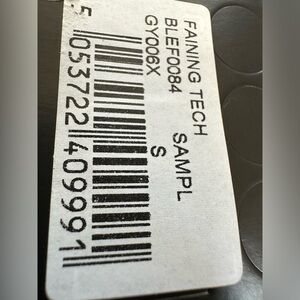 FAINING TECH
BLEF0084 SAMPL
GY006X S
5 053722 409991